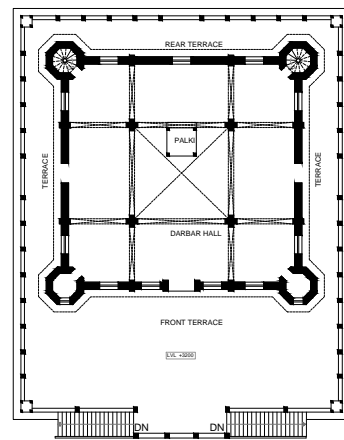 REAR TERRACE
PALKI
TERRACE
TERRACE
DARBAR HALL
FRONT TERRACE
LVL +3200
DN
DN